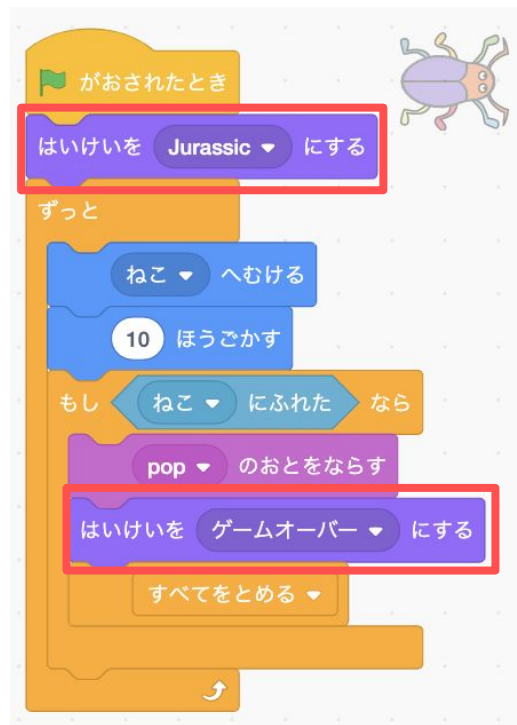 がおされたとき
はいけいを Jurassic にする
ずっと
ねこ へむける
10 ほうごかす
もし ねこ にふれた なら
pop のおとをならす
はいけいを ゲームオーバー にする
すべてをとめる